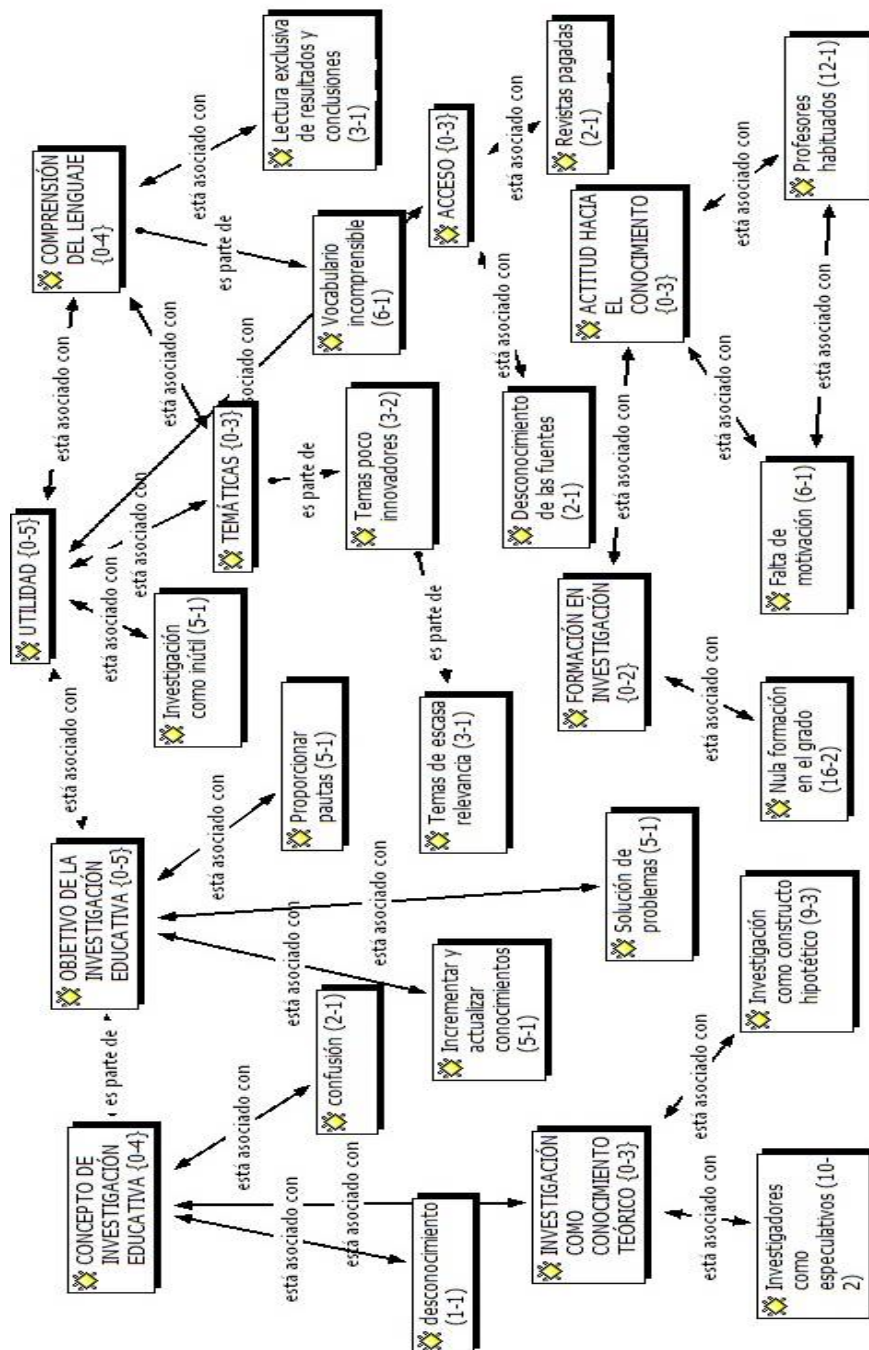 CONCEPTO DE
INVESTIGACIÓN
EDUCATIVA {0-4}
es parte de
OBJETIVO DE LA
INVESTIGACIÓN
EDUCATIVA {0-5}
está asociado con
UTILIDAD {0-5}
está asociado con
COMPRENSIÓN
DEL LENGUAJE
{0-4}
está asociado con
está asociado con
está asociado con
desconocimiento
(1-1)
confusión (2-1)
está asociado con
está asociado con
está asociado con
Incrementar y
actualizar
conocimientos
(5-1)
Solución de
problemas (5-1)
Proporcionar
pautas (5-1)
está asociado con
está asociado con
sociado con
Investigación
como inútil (5-1)
TEMÁTICAS {0-3}
está asociado con
es parte de
está asociado con
Vocabulario
incomprensible
(6-1)
Lectura exclusiva
de resultados y
conclusiones
(3-1)
es parte de
Temas poco
innovadores (3-2)
es parte de
Temas de escasa
relevancia (3-1)
ACCESO {0-3}
está asociado con
está asociado con
Desconocimiento
de las fuentes
(2-1)
Revistas pagadas
(2-1)
INVESTIGACIÓN
COMO
CONOCIMIENTO
TEÓRICO {0-3}
está asociado con
está asociado con
Investigadores
como
especulativos (10-
2)
Investigación
como constructo
hipotético (9-3)
FORMACIÓN EN
INVESTIGACIÓN
{0-2}
está asociado con
ACTITUD HACIA
EL
CONOCIMIENTO
{0-3}
está asociado con
está asociado con
está asociado con
Nula formación
en el grado
(16-2)
Falta de
motivación (6-1)
está asociado con
Profesores
habituados (12-1)